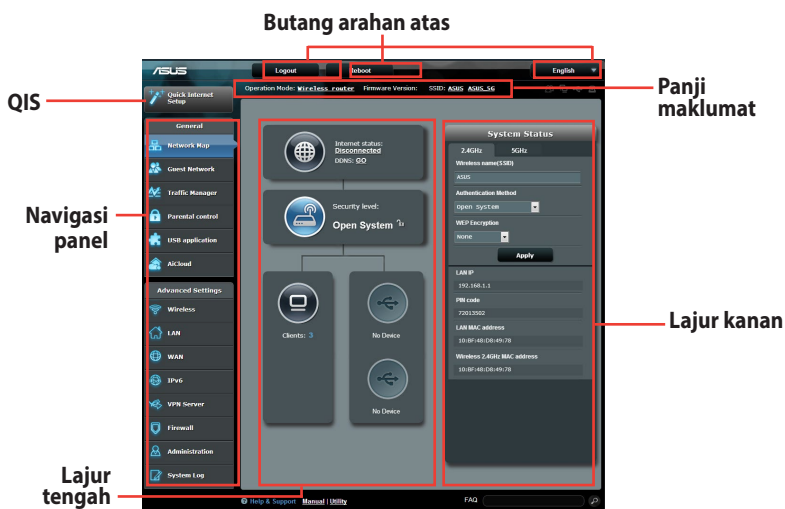 Butang arahan atas
ASUS
Logout
Reboot
English
Operation Mode: Wireless router Firmware Version: SSID: ASUS ASUS_5G
Panji
maklumat
QIS
Quick Internet
Setup
General
Network Map
Guest Network
Traffic Manager
Parental control
USB application
AiCloud
Navigasi
panel
Advanced Settings
Wireless
LAN
WAN
IPv6
VPN Server
Firewall
Administration
System Log
Internet status:
Disconnected
DDNS: GO
Security level:
Open System
Clients: 3
No Device
No Device
System Status
2.4GHz 5GHz
Wireless name(SSID)
ASUS
Authentication Method
Open System
WEP Encryption
None
Apply
LAN IP
192.168.1.1
PIN code
72013502
LAN MAC address
10:BF:48:D8:49:78
Wireless 2.4GHz MAC address
10:BF:48:D8:49:78
Lajur kanan
Lajur
tengah
Help & Support Manual | Utility FAQ